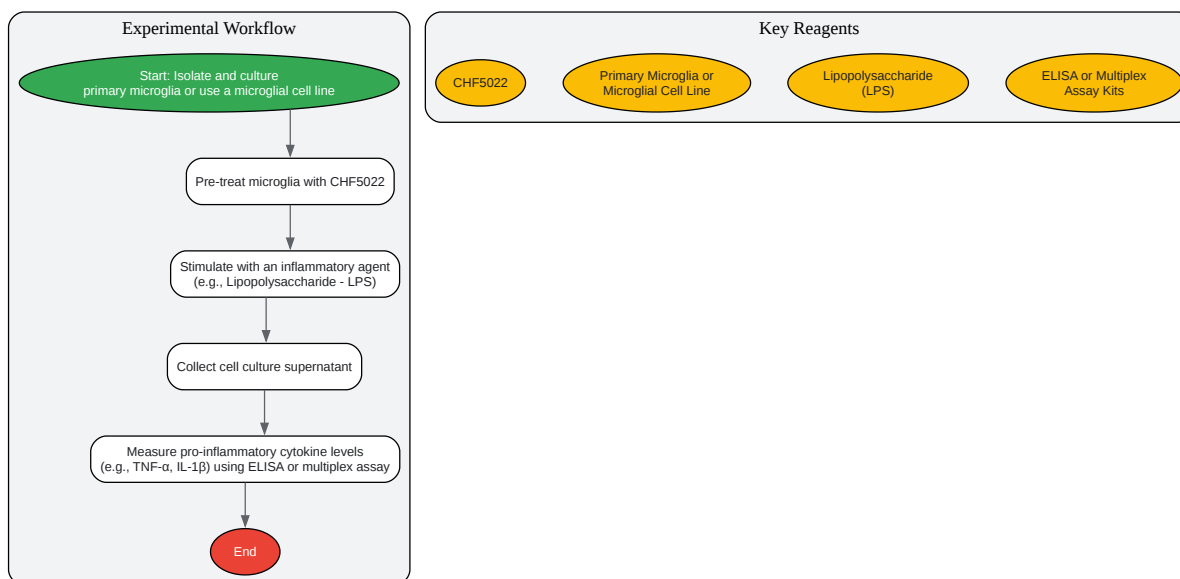 Experimental Workflow
Start: Isolate and culture
primary microglia or use a microglial cell line
Pre-treat microglia with CHF5022
Stimulate with an inflammatory agent
(e.g., Lipopolysaccharide - LPS)
Collect cell culture supernatant
Measure pro-inflammatory cytokine levels
(e.g., TNF-α, IL-1β) using ELISA or multiplex assay
End
Key Reagents
CHF5022
Primary Microglia or
Microglial Cell Line
Lipopolysaccharide
(LPS)
ELISA or Multiplex
Assay Kits